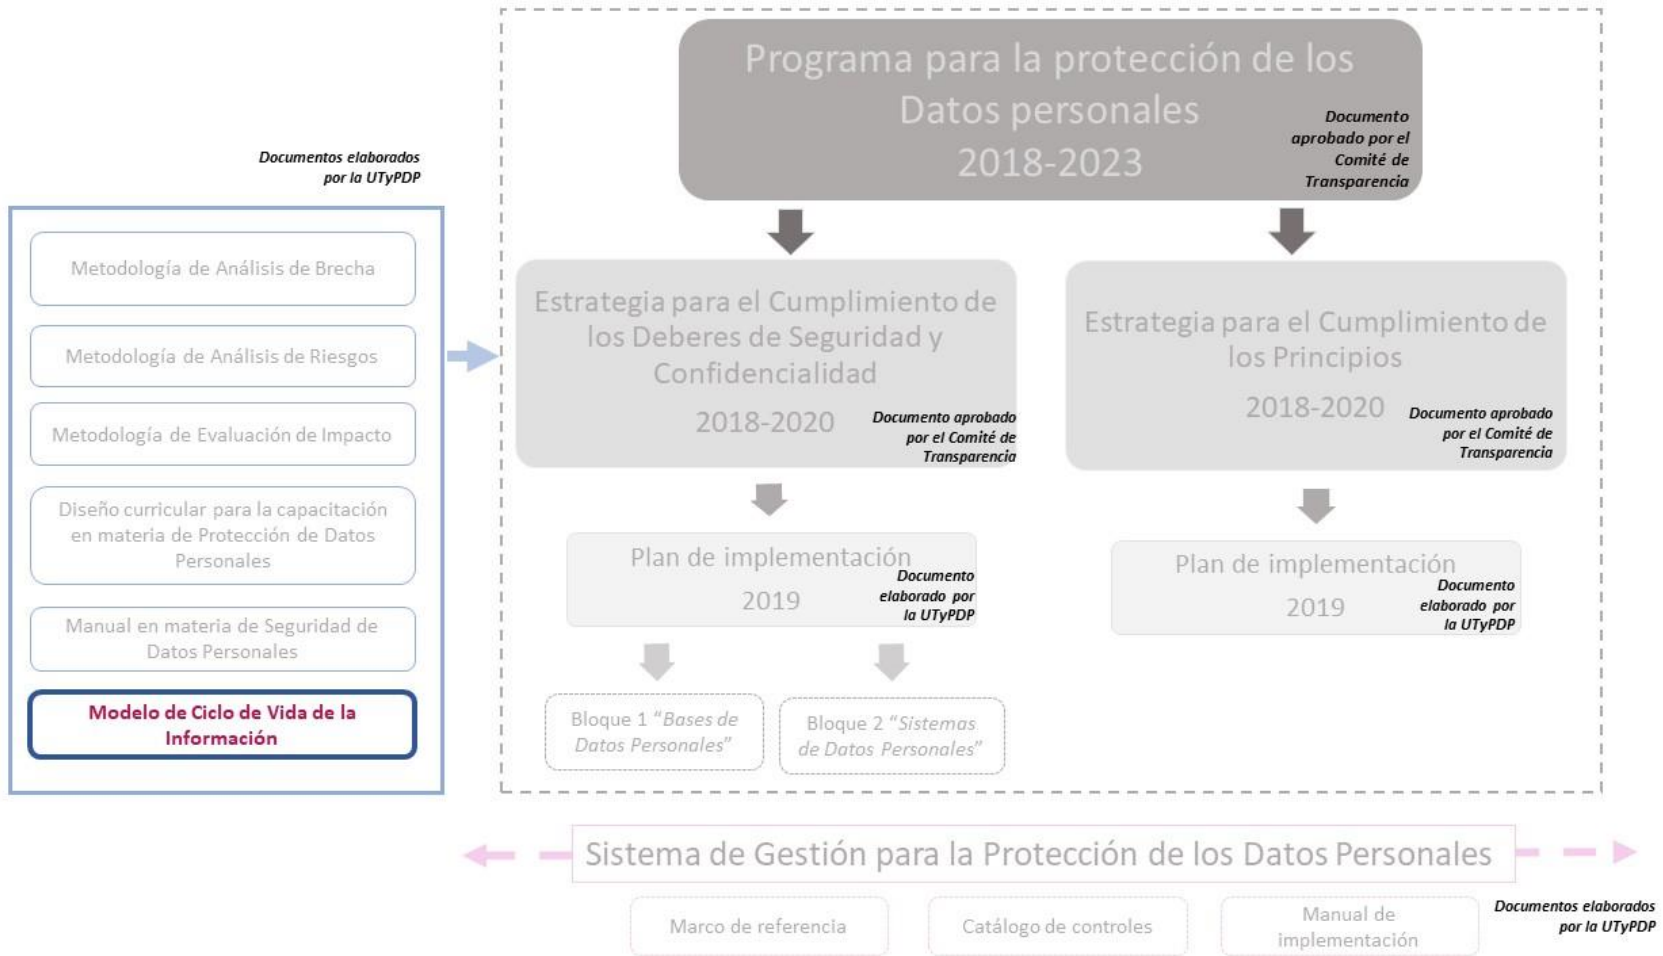 Programa para la protección de los
Datos personales
2018-2023
Documento
aprobado por el
Comité de
Transparencia
Documentos elaborados
por la UTyPDP
Metodología de Análisis de Brecha
Metodología de Análisis de Riesgos
Metodología de Evaluación de Impacto
Diseño curricular para la capacitación
en materia de Protección de Datos
Personales
Manual en materia de Seguridad de
Datos Personales
Modelo de Ciclo de Vida de la
Información
Estrategia para el Cumplimiento de
los Deberes de Seguridad y
Confidencialidad
2018-2020
Documento aprobado
por el Comité de
Transparencia
Estrategia para el Cumplimiento de
los Principios
2018-2020
Documento aprobado
por el Comité de
Transparencia
Plan de implementación
2019
Documento
elaborado por
la UTyPDP
Plan de implementación
2019
Documento
elaborado por
la UTyPDP
Bloque 1 “Bases de
Datos Personales”
Bloque 2 “Sistemas
de Datos Personales”
Sistema de Gestión para la Protección de los Datos Personales
Marco de referencia
Catálogo de controles
Manual de
implementación
Documentos elaborados
por la UTyPDP